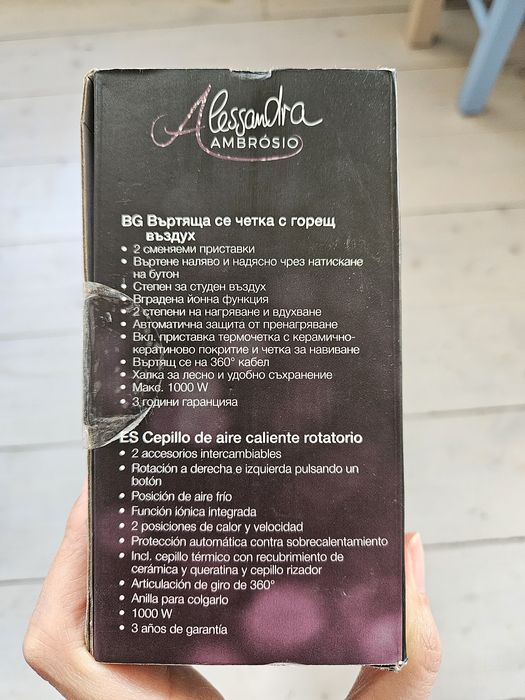 Alessandra
AMBRÓSIO
BG Въртяща се четка с горещ
въздух
• 2 сменяеми приставки
• Въртене наляво и надясно чрез натискане
на бутон
• Степен за студен въздух
• Вградена йонна функция
• 2 степени на нагряване и вдухване
• Автоматична защита от пренагряване
• Вкл. приставка термочетка с керамично-
кератиново покритие и четка за навиване
• Въртящ се на 360° кабел
• Халка за лесно и удобно съхранение
• Макс. 1000 W
• 3 години гаранцияа
ES Cepillo de aire caliente rotatorio
• 2 accesorios intercambiables
• Rotación a derecha e izquierda pulsando un
botón
• Posición de aire frío
• Función iónica integrada
• 2 posiciones de calor y velocidad
• Protección automática contra sobrecalentamiento
• Incl. cepillo térmico con recubrimiento de
cerámica y queratina y cepillo rizador
• Articulación de giro de 360°
• Anilla para colgarlo
• 1000 W
• 3 años de garantía